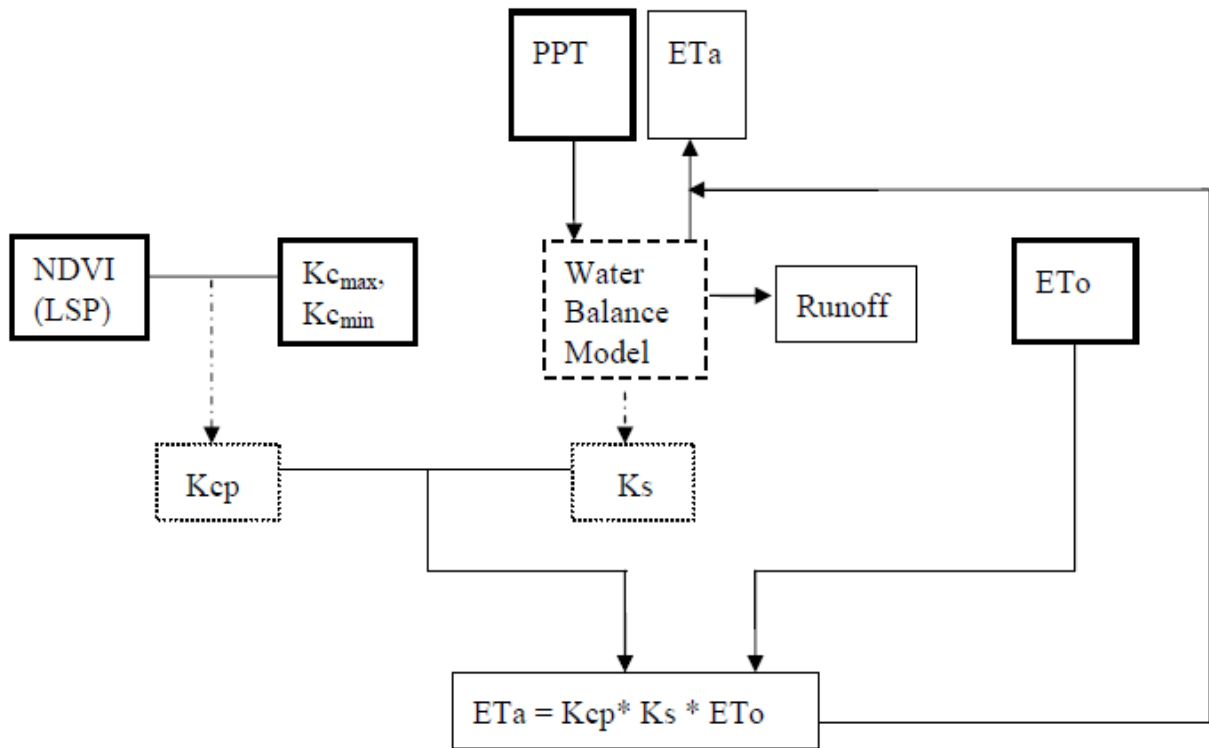 PPT
ETa
NDVI
(LSP)
Kcmax,
Kcmin
Water
Balance
Model
Runoff
ETo
Kcp
Ks
ETa = Kcp* Ks * ETo